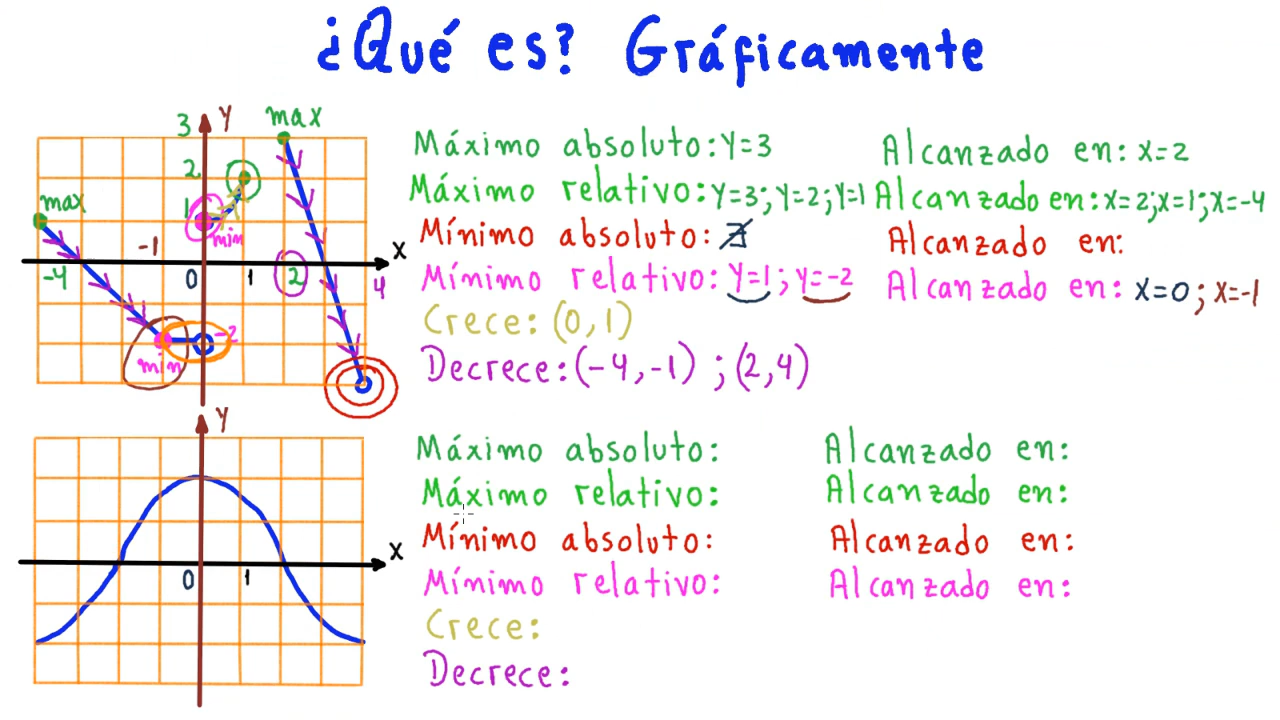 ¿Qué es? Gráficamente
Y
max
3
Máximo absoluto: Y=3 Alcanzado en: x=2
2
Máximo relativo: Y=3; Y=2; Y=1 Alcanzado en: x=2; x=1; x=-4
max
1
min
Mínimo absoluto: ∄ Alcanzado en:
-1
X
-4 0 1 2 4
Mínimo relativo: Y=1; Y=-2 Alcanzado en: x=0; x=-1
Crece: (0,1)
-2
min
Decrece: (-4,-1) ; (2,4)
Y
Máximo absoluto: Alcanzado en:
Máximo relativo: Alcanzado en:
Mínimo absoluto: Alcanzado en:
X
0 1
Mínimo relativo: Alcanzado en:
Crece:
Decrece: